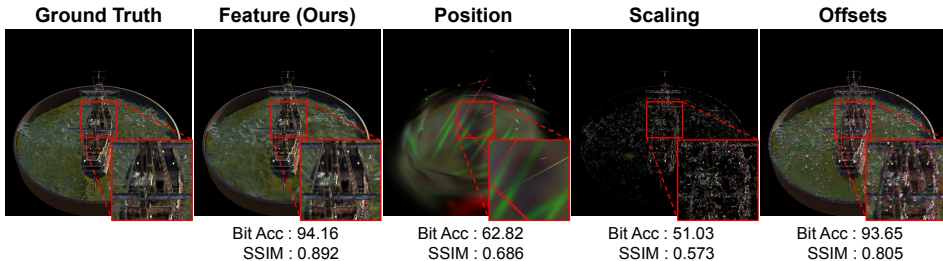 Ground Truth
Feature (Ours)
Position
Scaling
Offsets
Bit Acc : 94.16
SSIM : 0.892
Bit Acc : 62.82
SSIM : 0.686
Bit Acc : 51.03
SSIM : 0.573
Bit Acc : 93.65
SSIM : 0.805